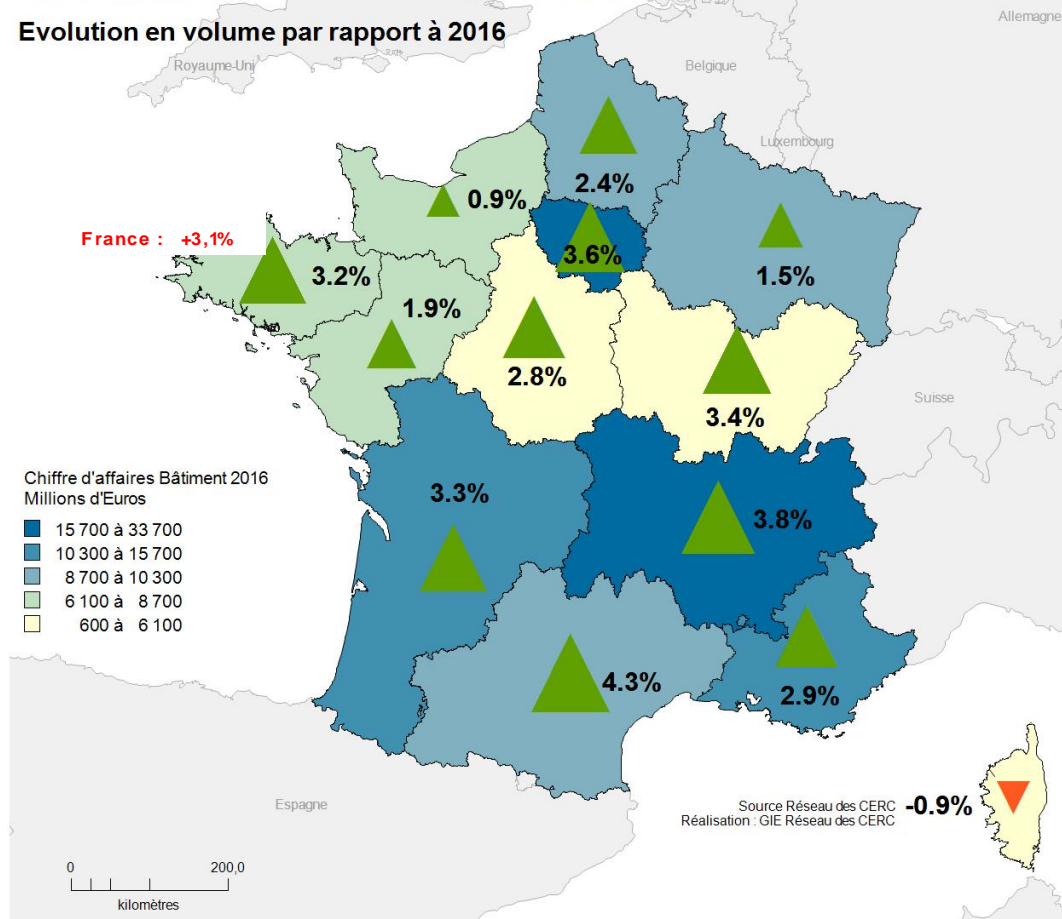 Evolution en volume par rapport à 2016
Allemagne
Royaume-Uni
Belgique
Luxembourg
2.4%
0.9%
France : +3,1%
3.6%
3.2%
1.5%
1.9%
2.8%
3.4%
Suisse
Chiffre d'affaires Bâtiment 2016
Millions d'Euros
15 700 à 33 700
10 300 à 15 700
8 700 à 10 300
6 100 à 8 700
600 à 6 100
3.3%
3.8%
4.3%
2.9%
Espagne
Source Réseau des CERC
Réalisation : GIE Réseau des CERC
-0.9%
0 200,0
kilomètres